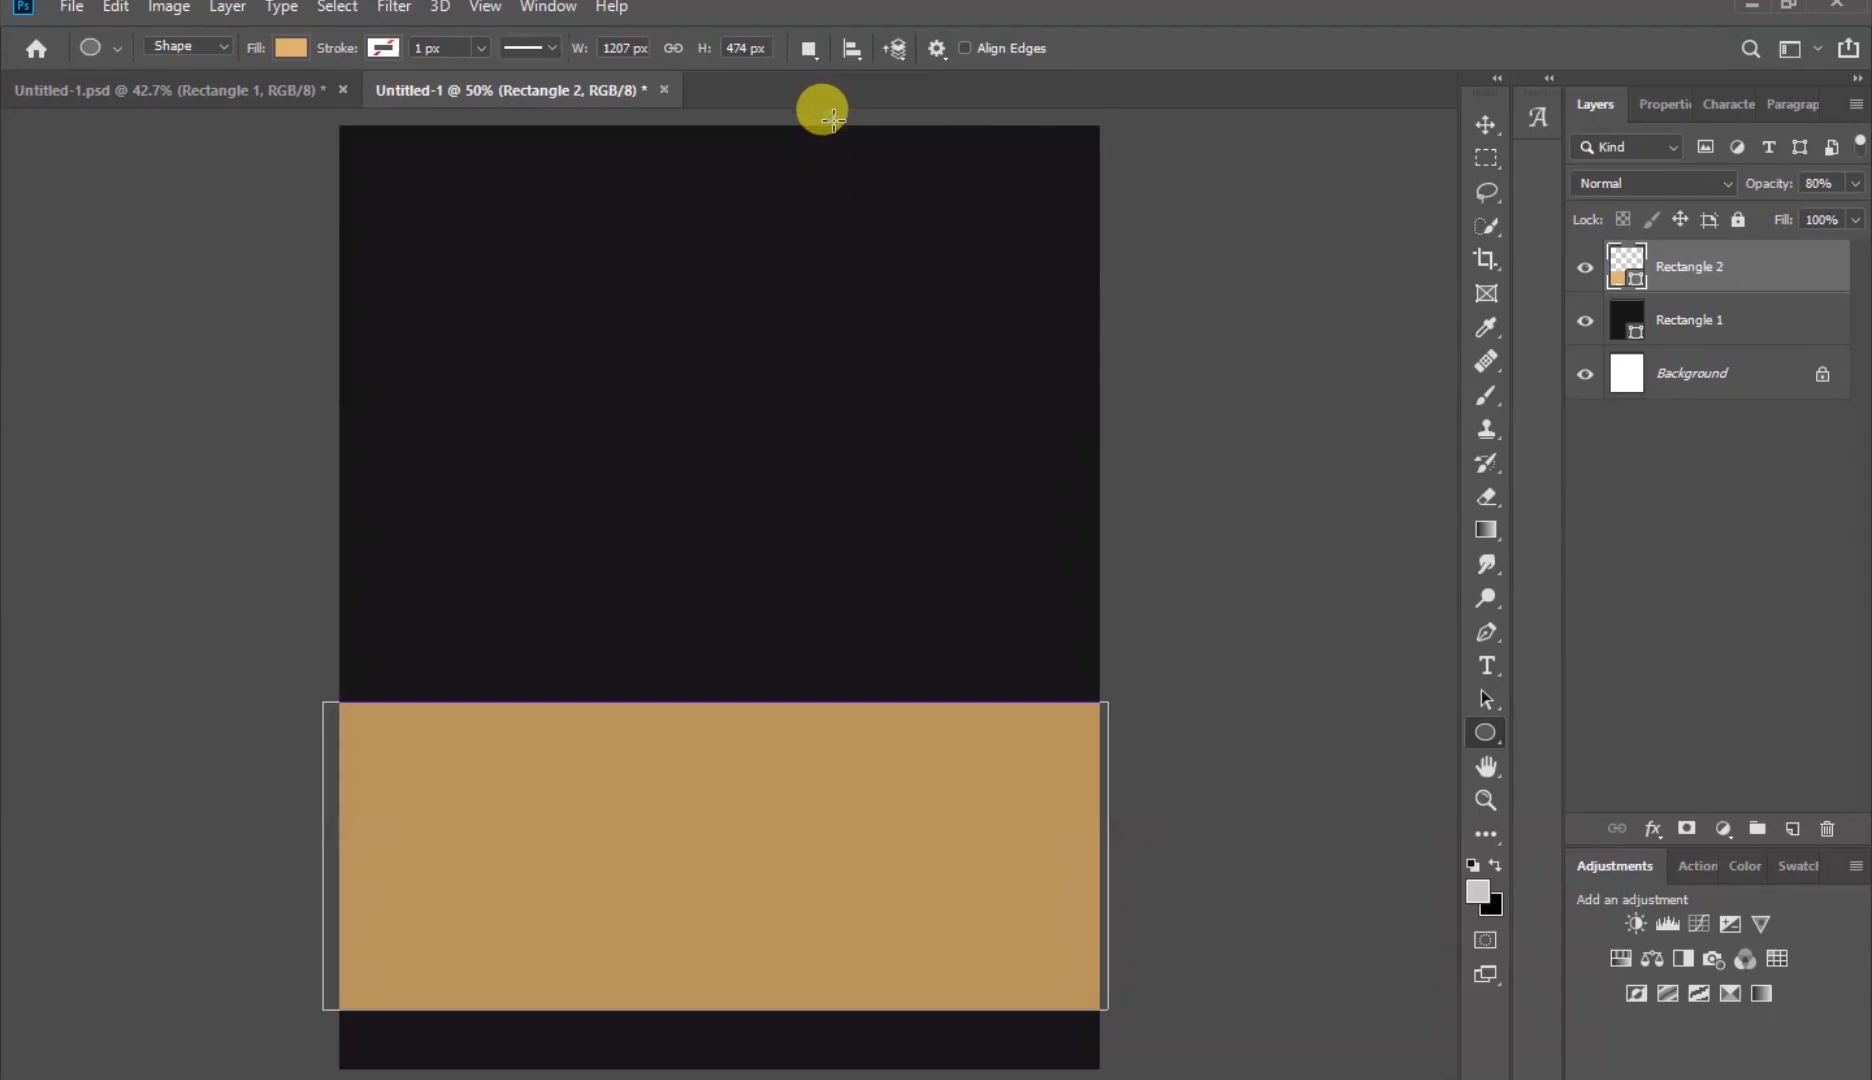 Ps File Edit Image Layer Type Select Filter 3D View Window Help
Shape Fill: Stroke: 1 px W: 1207 px H: 474 px Align Edges
Untitled-1.psd @ 42.7% (Rectangle 1, RGB/8) * Untitled-1 @ 50% (Rectangle 2, RGB/8) *
Layers Properti Characte Paragrap
Kind
Normal Opacity: 80%
Lock: Fill: 100%
Rectangle 2
Rectangle 1
Background
fx
Adjustments Action Color Swatcl
Add an adjustment